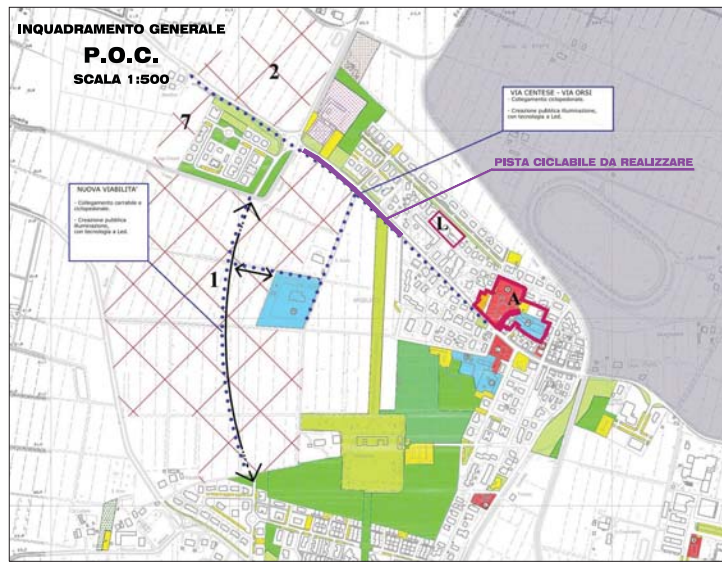 INQUADRAMENTO GENERALE
P.O.C.
SCALA 1:500
2
7
VIA CENTESE - VIA ORSI
- Collegamento ciclopedonale.
- Creazione pubblica illuminazione,
con tecnologia a Led.
PISTA CICLABILE DA REALIZZARE
NUOVA VIABILITA'
- Collegamento carrabile e
ciclopedonale.
- Creazione pubblica
illuminazione,
con tecnologia a Led.
L
1
A